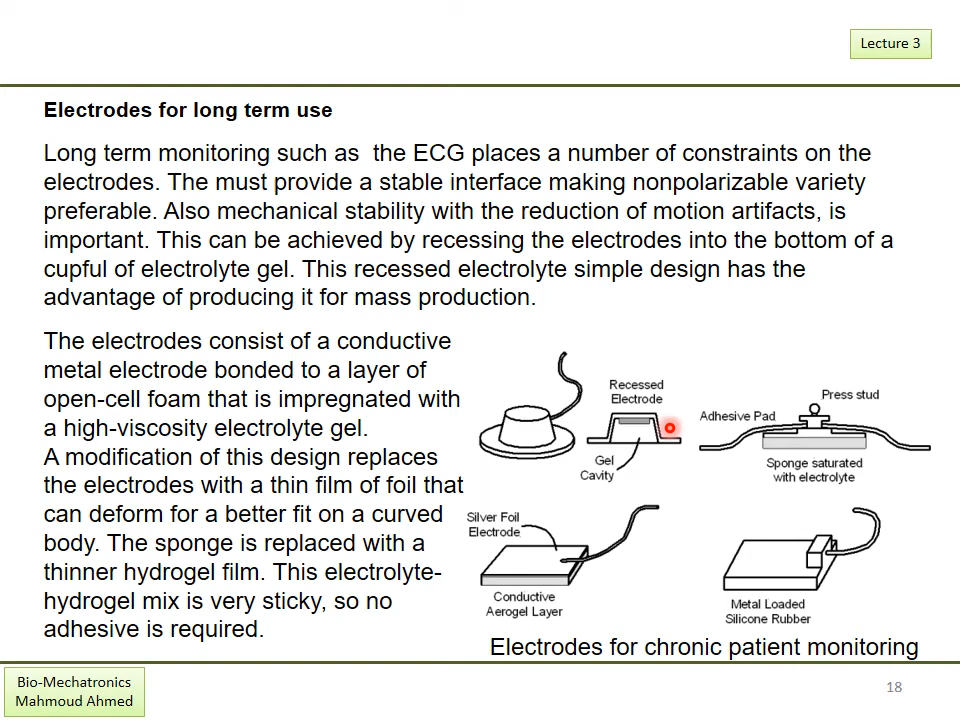 Lecture 3
Electrodes for long term use
Long term monitoring such as  the ECG places a number of constraints on the
electrodes. The must provide a stable interface making nonpolarizable variety
preferable. Also mechanical stability with the reduction of motion artifacts, is
important. This can be achieved by recessing the electrodes into the bottom of a
cupful of electrolyte gel. This recessed electrolyte simple design has the
advantage of producing it for mass production.
The electrodes consist of a conductive
metal electrode bonded to a layer of
open-cell foam that is impregnated with
a high-viscosity electrolyte gel.
A modification of this design replaces
the electrodes with a thin film of foil that
can deform for a better fit on a curved
body. The sponge is replaced with a
thinner hydrogel film. This electrolyte-
hydrogel mix is very sticky, so no
adhesive is required.
Recessed
Electrode
Gel
Cavity
Press stud
Adhesive Pad
Sponge saturated
with electrolyte
Silver Foil
Electrode
Conductive
Aerogel Layer
Metal Loaded
Silicone Rubber
Electrodes for chronic patient monitoring
Bio-Mechatronics
Mahmoud Ahmed
18